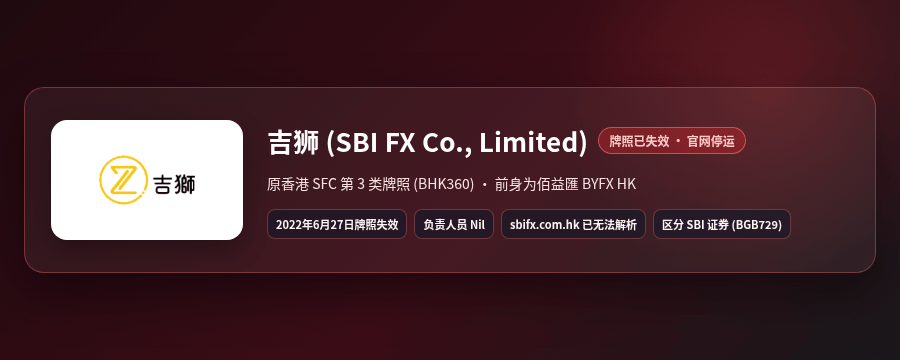 吉狮 (SBI FX Co., Limited)
牌照已失效 · 官网停运
吉獅
原香港 SFC 第 3 类牌照 (BHK360) · 前身为佰益匯 BYFX HK
2022年6月27日牌照失效
负责人员 Nil
sbifx.com.hk 已无法解析
区分 SBI 证券 (BGB729)